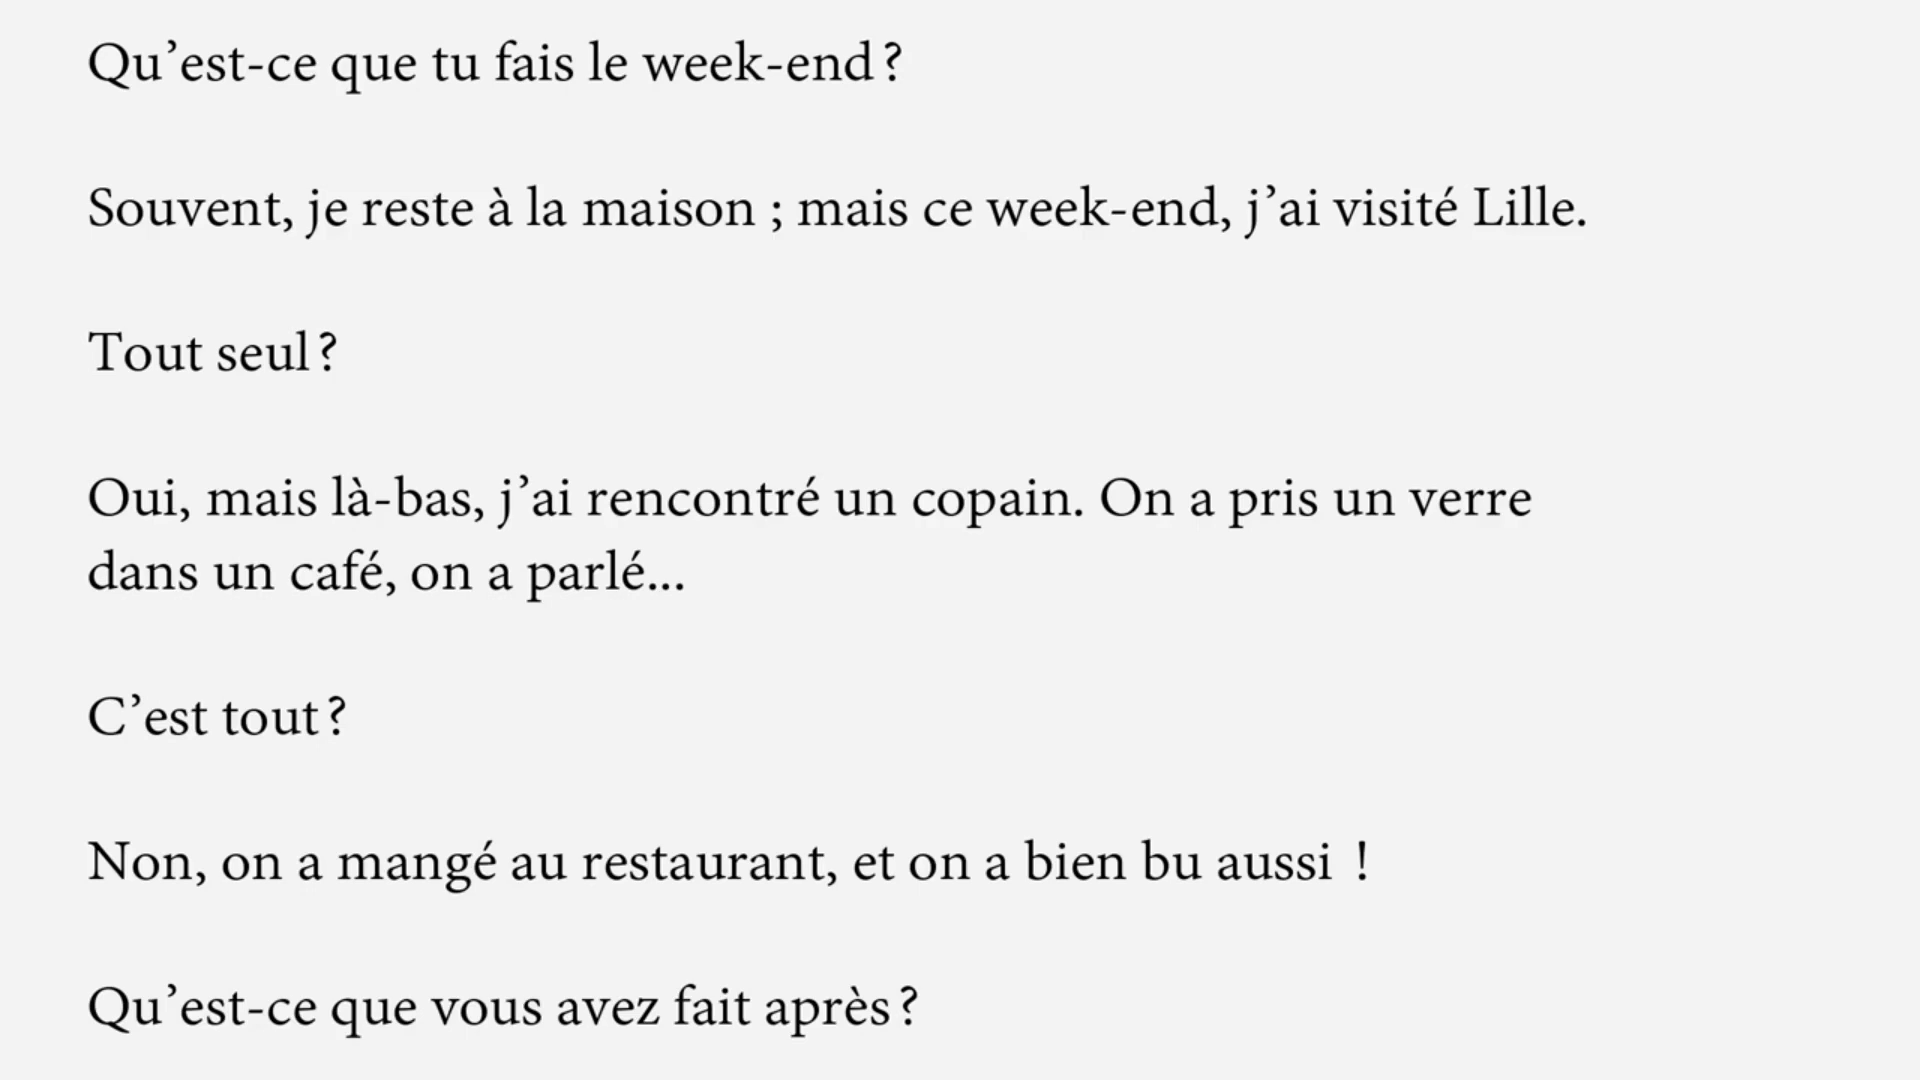 Qu’est-ce que tu fais le week-end ?
Souvent, je reste à la maison ; mais ce week-end, j’ai visité Lille.
Tout seul ?
Oui, mais là-bas, j’ai rencontré un copain. On a pris un verre
dans un café, on a parlé...
C’est tout ?
Non, on a mangé au restaurant, et on a bien bu aussi !
Qu’est-ce que vous avez fait après ?